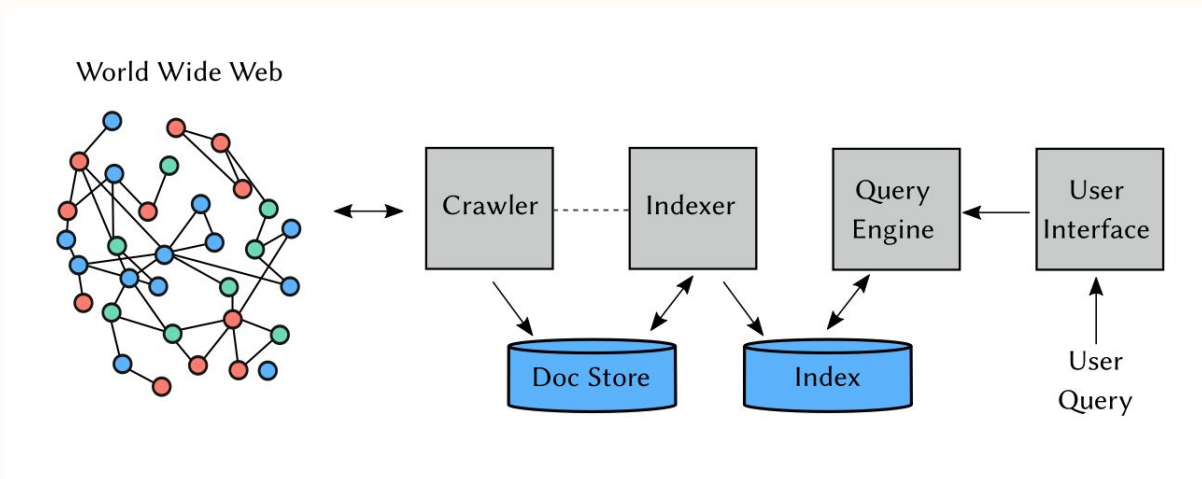 World Wide Web
Crawler
Indexer
Query
Engine
User
Interface
Doc Store
Index
User
Query